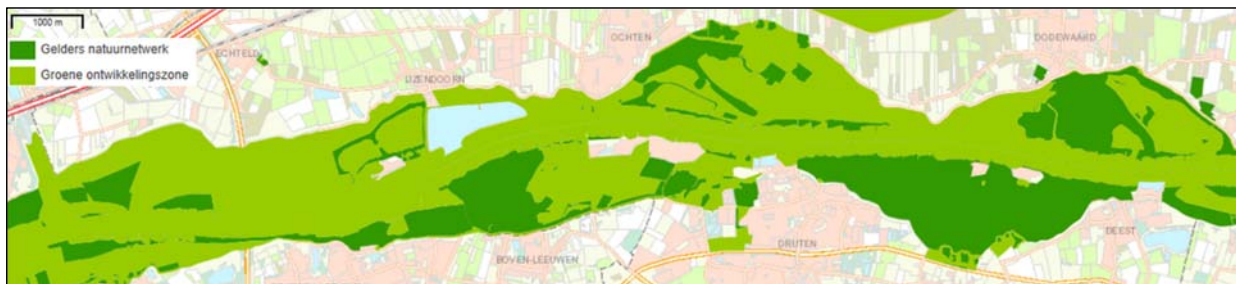 1000 m
Gelders natuurnetwerk
Groene ontwikkelingszone
ECHTELD
IJZENDOORN
OCHTEN
DODEWAARD
BOVEN-LEEUWEN
DRUTEN
DEEST